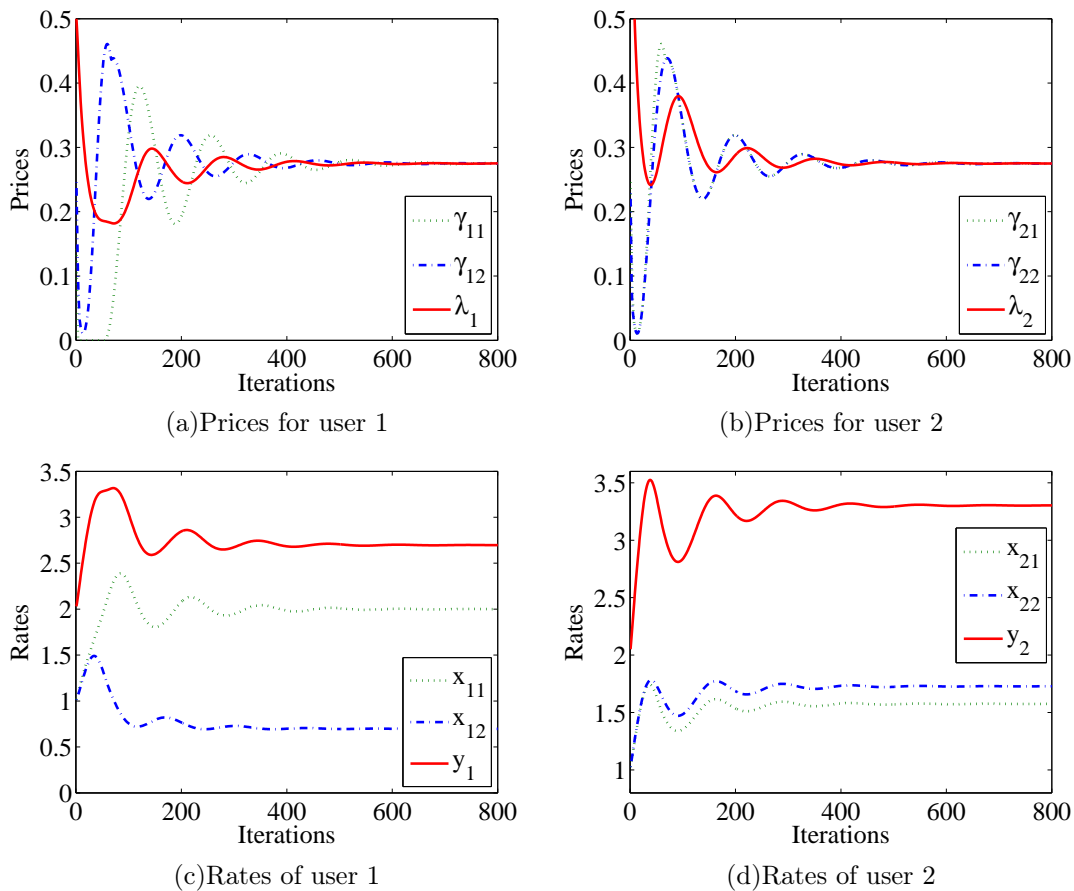 0.5
0.4
0.3
0.2
0.1
0
Prices
0 200 400 600 800
Iterations
γ11
γ12
λ1
(a)Prices for user 1
0.5
0.4
0.3
0.2
0.1
0
Prices
0 200 400 600 800
Iterations
γ21
γ22
λ2
(b)Prices for user 2
3.5
3
2.5
2
1.5
1
0.5
0
Rates
0 200 400 600 800
Iterations
x11
x12
y1
(c)Rates of user 1
3.5
3
2.5
2
1.5
1
Rates
0 200 400 600 800
Iterations
x21
x22
y2
(d)Rates of user 2